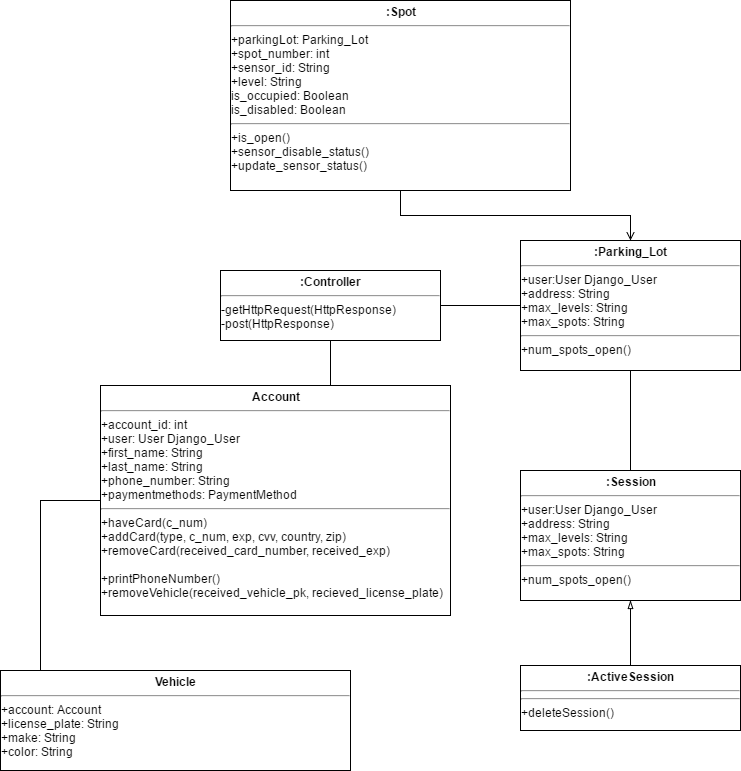 :Spot
+parkingLot: Parking_Lot
+spot_number: int
+sensor_id: String
+level: String
is_occupied: Boolean
is_disabled: Boolean
+is_open()
+sensor_disable_status()
+update_sensor_status()
:Parking_Lot
+user:User Django_User
+address: String
+max_levels: String
+max_spots: String
+num_spots_open()
:Controller
-getHttpRequest(HttpResponse)
-post(HttpResponse)
Account
+account_id: int
+user: User Django_User
+first_name: String
+last_name: String
+phone_number: String
+paymentmethods: PaymentMethod
+haveCard(c_num)
+addCard(type, c_num, exp, cvv, country, zip)
+removeCard(received_card_number, received_exp)
+printPhoneNumber()
+removeVehicle(received_vehicle_pk, recieved_license_plate)
:Session
+user:User Django_User
+address: String
+max_levels: String
+max_spots: String
+num_spots_open()
Vehicle
+account: Account
+license_plate: String
+make: String
+color: String
:ActiveSession
+deleteSession()